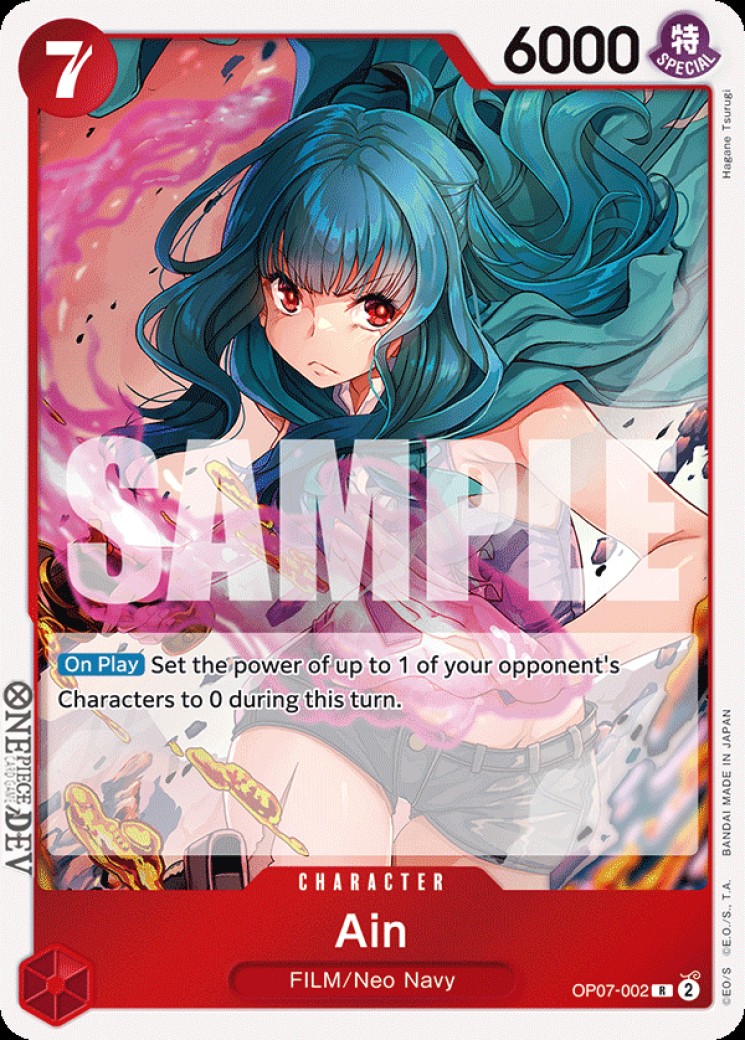 7
6000
特
SPECIAL
Hagane Tsurugi
SAMPLE
On Play Set the power of up to 1 of your opponent's
Characters to 0 during this turn.
ONE PIECE
CARD GAME
/DEV
BANDAI MADE IN JAPAN
©EO/S ©E.O./S., T.A.
CHARACTER
Ain
FILM/Neo Navy
OP07-002 R 2